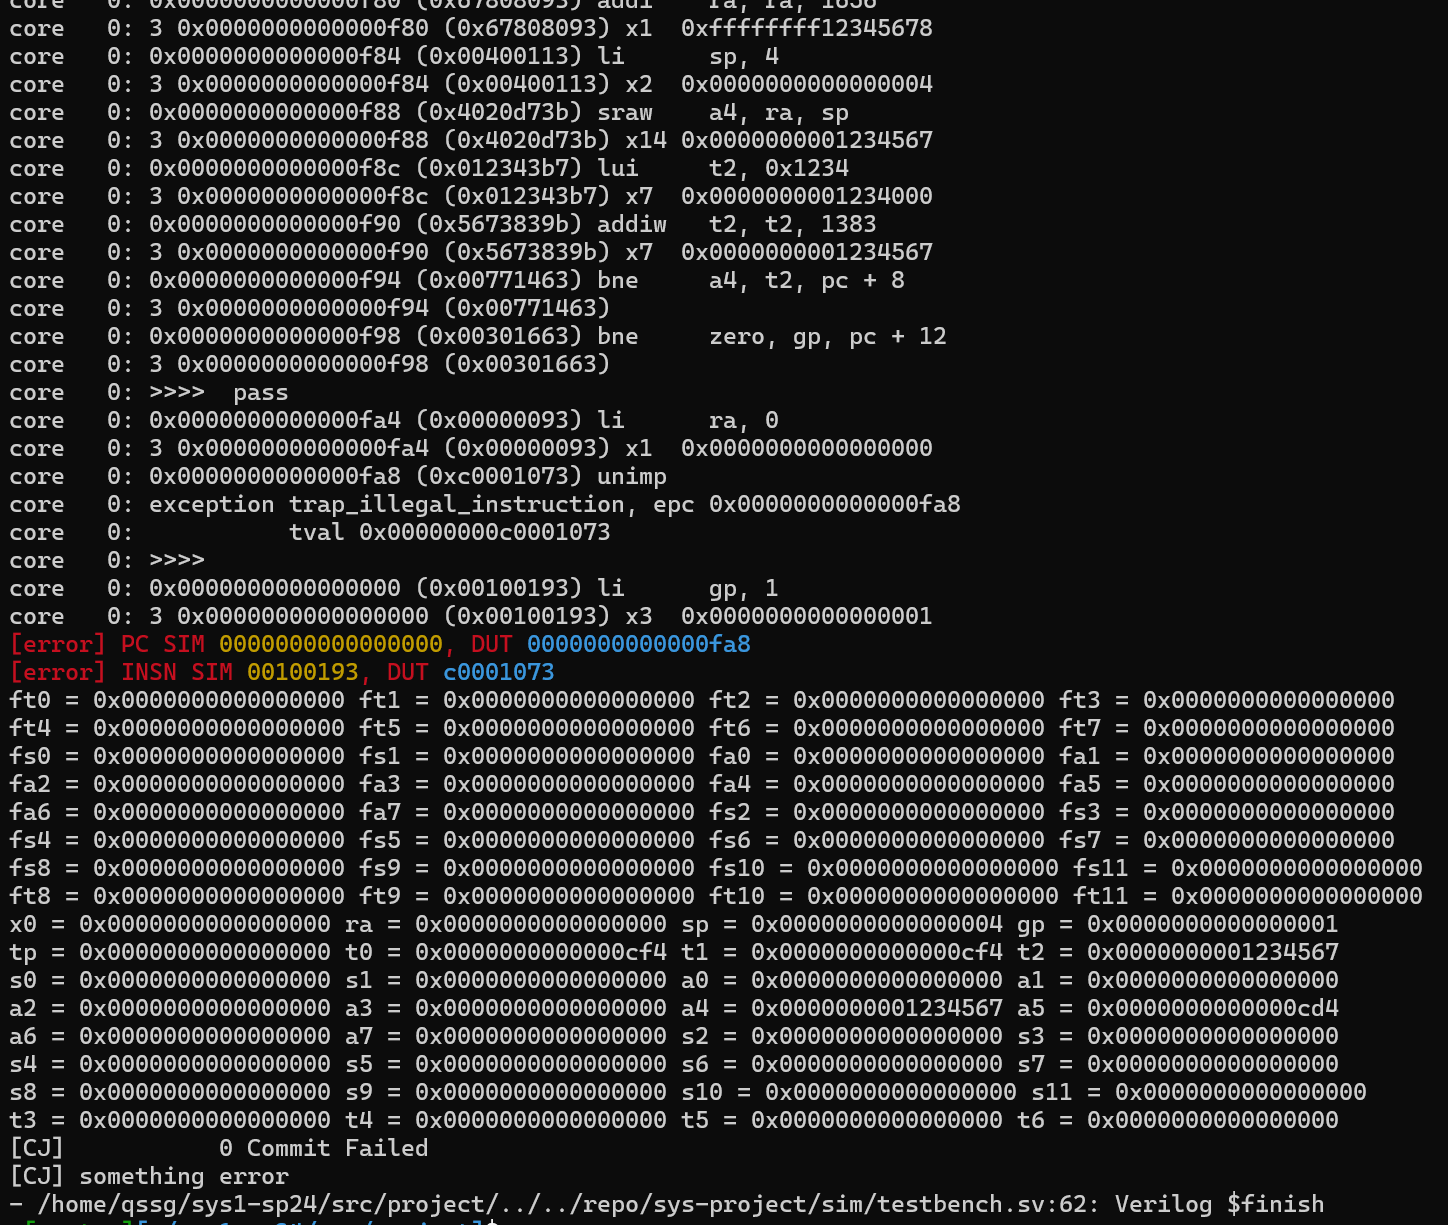 core   0: 0x0000000000000f80 (0x67808093) addi    ra, ra, 1656
core   0: 3 0x0000000000000f80 (0x67808093) x1  0xffffffff12345678
core   0: 0x0000000000000f84 (0x00400113) li      sp, 4
core   0: 3 0x0000000000000f84 (0x00400113) x2  0x0000000000000004
core   0: 0x0000000000000f88 (0x4020d73b) sraw    a4, ra, sp
core   0: 3 0x0000000000000f88 (0x4020d73b) x14 0x0000000001234567
core   0: 0x0000000000000f8c (0x012343b7) lui     t2, 0x1234
core   0: 3 0x0000000000000f8c (0x012343b7) x7  0x0000000001234000
core   0: 0x0000000000000f90 (0x5673839b) addiw   t2, t2, 1383
core   0: 3 0x0000000000000f90 (0x5673839b) x7  0x0000000001234567
core   0: 0x0000000000000f94 (0x00771463) bne     a4, t2, pc + 8
core   0: 3 0x0000000000000f94 (0x00771463)
core   0: 0x0000000000000f98 (0x00301663) bne     zero, gp, pc + 12
core   0: 3 0x0000000000000f98 (0x00301663)
core   0: >>>>  pass
core   0: 0x0000000000000fa4 (0x00000093) li      ra, 0
core   0: 3 0x0000000000000fa4 (0x00000093) x1  0x0000000000000000
core   0: 0x0000000000000fa8 (0xc0001073) unimp
core   0: exception trap_illegal_instruction, epc 0x0000000000000fa8
core   0:           tval 0x00000000c0001073
core   0: >>>>
core   0: 0x0000000000000000 (0x00100193) li      gp, 1
core   0: 3 0x0000000000000000 (0x00100193) x3  0x0000000000000001
[error] PC SIM 0000000000000000, DUT 0000000000000fa8
[error] INSN SIM 00100193, DUT c0001073
ft0 = 0x0000000000000000 ft1 = 0x0000000000000000 ft2 = 0x0000000000000000 ft3 = 0x0000000000000000
ft4 = 0x0000000000000000 ft5 = 0x0000000000000000 ft6 = 0x0000000000000000 ft7 = 0x0000000000000000
fs0 = 0x0000000000000000 fs1 = 0x0000000000000000 fa0 = 0x0000000000000000 fa1 = 0x0000000000000000
fa2 = 0x0000000000000000 fa3 = 0x0000000000000000 fa4 = 0x0000000000000000 fa5 = 0x0000000000000000
fa6 = 0x0000000000000000 fa7 = 0x0000000000000000 fs2 = 0x0000000000000000 fs3 = 0x0000000000000000
fs4 = 0x0000000000000000 fs5 = 0x0000000000000000 fs6 = 0x0000000000000000 fs7 = 0x0000000000000000
fs8 = 0x0000000000000000 fs9 = 0x0000000000000000 fs10 = 0x0000000000000000 fs11 = 0x0000000000000000
ft8 = 0x0000000000000000 ft9 = 0x0000000000000000 ft10 = 0x0000000000000000 ft11 = 0x0000000000000000
x0 = 0x0000000000000000 ra = 0x0000000000000000 sp = 0x0000000000000004 gp = 0x0000000000000001
tp = 0x0000000000000000 t0 = 0x0000000000000cf4 t1 = 0x0000000000000cf4 t2 = 0x0000000001234567
s0 = 0x0000000000000000 s1 = 0x0000000000000000 a0 = 0x0000000000000000 a1 = 0x0000000000000000
a2 = 0x0000000000000000 a3 = 0x0000000000000000 a4 = 0x0000000001234567 a5 = 0x0000000000000cd4
a6 = 0x0000000000000000 a7 = 0x0000000000000000 s2 = 0x0000000000000000 s3 = 0x0000000000000000
s4 = 0x0000000000000000 s5 = 0x0000000000000000 s6 = 0x0000000000000000 s7 = 0x0000000000000000
s8 = 0x0000000000000000 s9 = 0x0000000000000000 s10 = 0x0000000000000000 s11 = 0x0000000000000000
t3 = 0x0000000000000000 t4 = 0x0000000000000000 t5 = 0x0000000000000000 t6 = 0x0000000000000000
[CJ]           0 Commit Failed
[CJ] something error
- /home/qssg/sys1-sp24/src/project/../../repo/sys-project/sim/testbench.sv:62: Verilog $finish